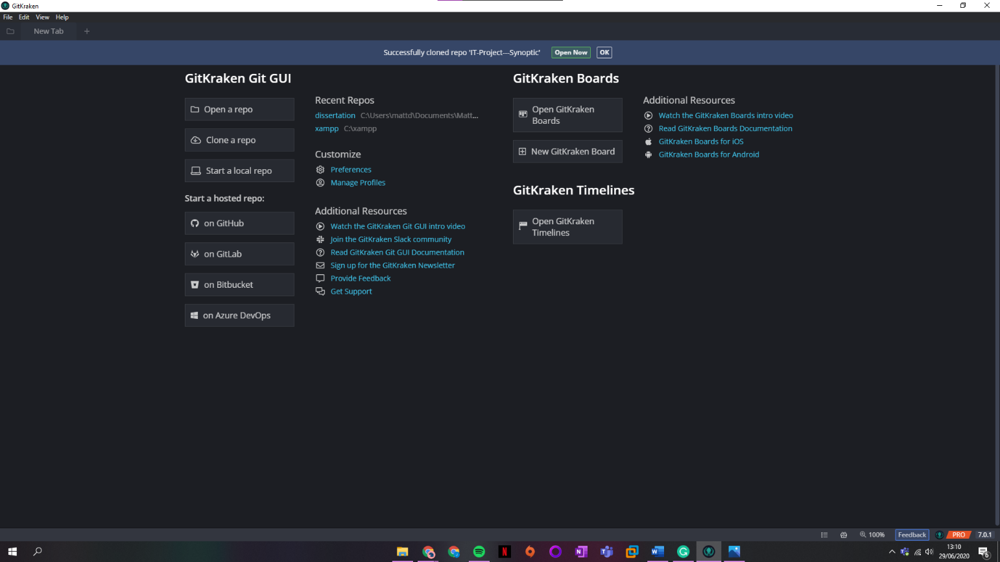 GitKraken
File Edit View Help
New Tab
Successfully cloned repo 'IT-Project---Synoptic' Open Now OK
GitKraken Git GUI
Open a repo
Clone a repo
Start a local repo
Start a hosted repo:
on GitHub
on GitLab
on Bitbucket
on Azure DevOps
Recent Repos
dissertation C:\Users\mattd\Documents\Matt...
xampp C:\xampp
Customize
Preferences
Manage Profiles
Additional Resources
Watch the GitKraken Git GUI intro video
Join the GitKraken Slack community
Read GitKraken Git GUI Documentation
Sign up for the GitKraken Newsletter
Provide Feedback
Get Support
GitKraken Boards
Open GitKraken
Boards
New GitKraken Board
Additional Resources
Watch the GitKraken Boards intro video
Read GitKraken Boards Documentation
GitKraken Boards for iOS
GitKraken Boards for Android
GitKraken Timelines
Open GitKraken
Timelines
100% Feedback PRO 7.0.1
13:10
29/06/2020
6